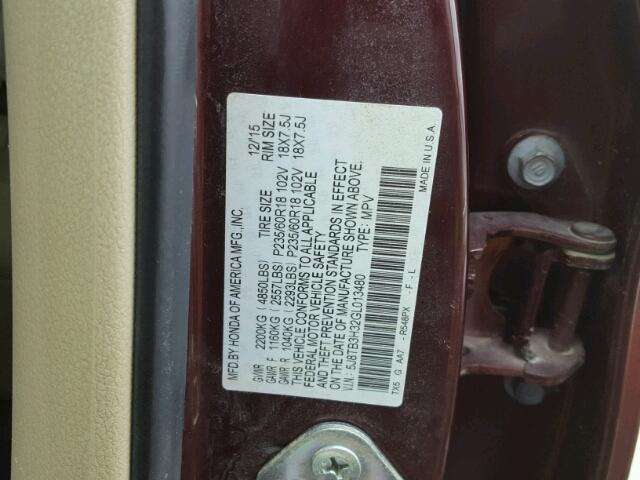 MFD.BY HONDA OF AMERICA MFG.,INC. 12/15
GVWR 2200KG (4850LBS) TIRE SIZE RIM SIZE
GAWR F 1160KG (2557LBS) P235/60R18 102V 18X7.5J
GAWR R 1040KG (2293LBS) P235/60R18 102V 18X7.5J
THIS VEHICLE CONFORMS TO ALL APPLICABLE
FEDERAL MOTOR VEHICLE SAFETY
AND THEFT PREVENTION STANDARDS IN EFFECT
ON THE DATE OF MANUFACTURE SHOWN ABOVE.
V.I.N.: 5J8TB3H32GL013480 TYPE: MPV
TX5 G AA7 -R548PX -F -L MADE IN U.S.A.